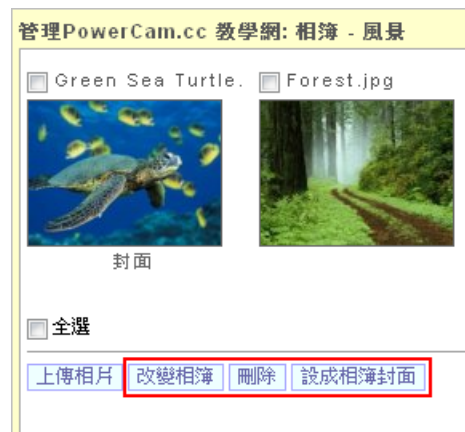 管理PowerCam.cc 教學網: 相簿 - 風景
Green Sea Turtle. Forest.jpg
封面
全選
上傳相片 改變相簿 刪除 設成相簿封面